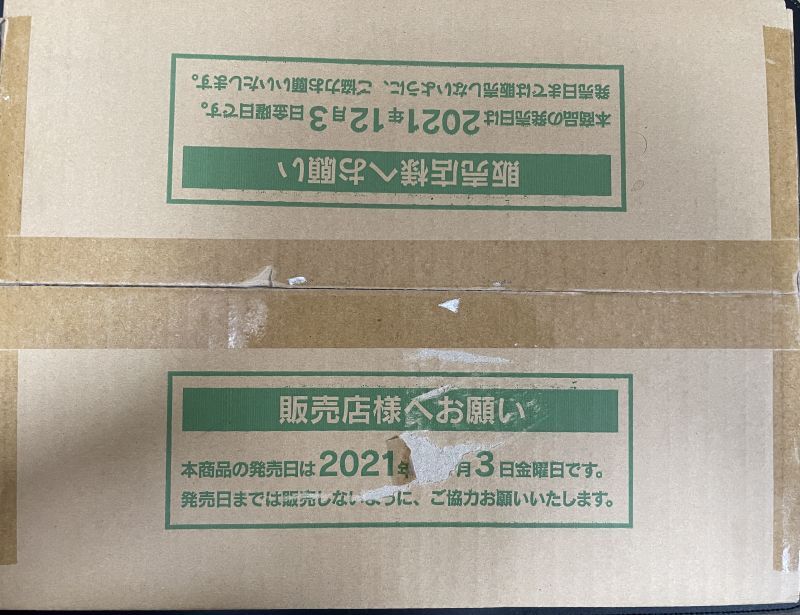 販売店様へお願い
本商品の発売日は2021年12月3日金曜日です。
発売日までは販売しないように、ご協力お願いいたします。
販売店様へお願い
本商品の発売日は2021年 月3日金曜日です。
発売日までは販売しないように、ご協力お願いいたします。